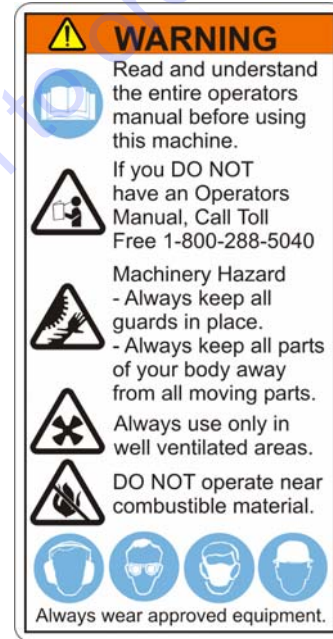 WARNING
Read and understand
the entire operators
manual before using
this machine.
If you DO NOT
have an Operators
Manual, Call Toll
Free 1-800-288-5040
Machinery Hazard
- Always keep all
guards in place.
- Always keep all parts
of your body away
from all moving parts.
Always use only in
well ventilated areas.
DO NOT operate near
combustible material.
Always wear approved equipment.